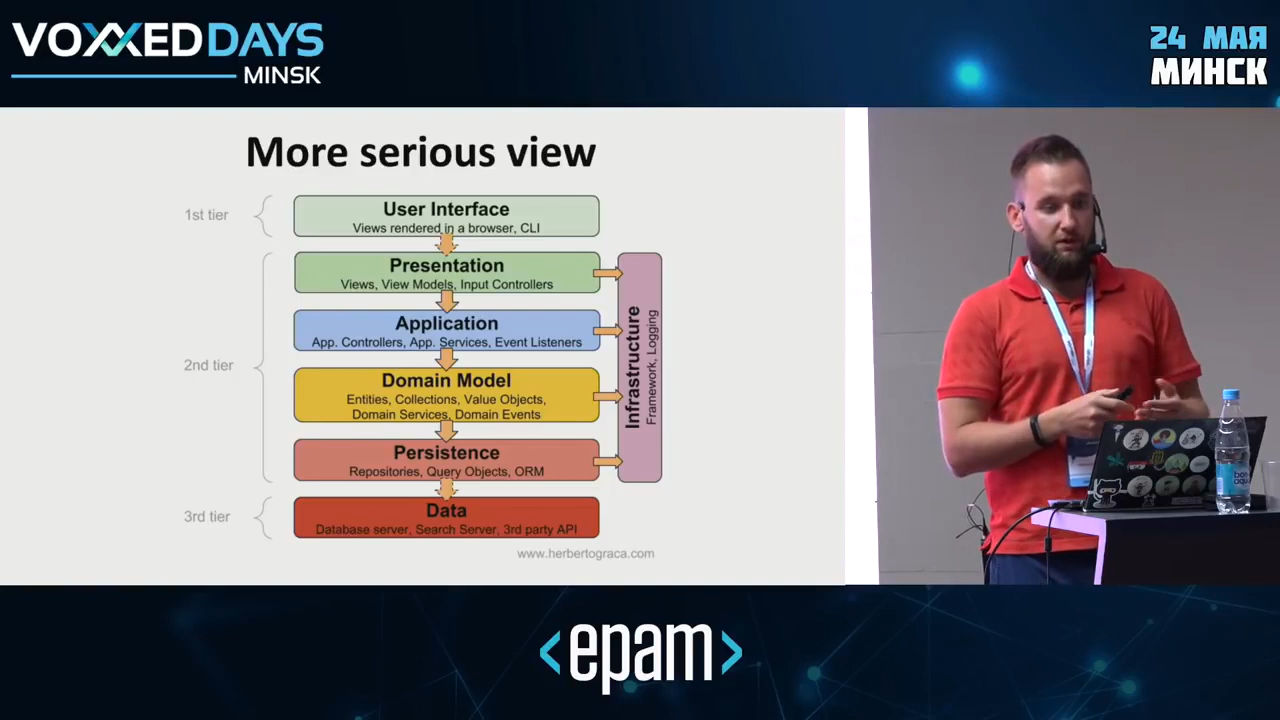 VOXXED DAYS
MINSK
24 МАЯ
МИНСК
More serious view
1st tier
User Interface
Views rendered in a browser, CLI
Presentation
Views, View Models, Input Controllers
Application
App. Controllers, App. Services, Event Listeners
2nd tier
Domain Model
Entities, Collections, Value Objects,
Domain Services, Domain Events
Persistence
Repositories, Query Objects, ORM
Infrastructure
Framework, Logging
3rd tier
Data
Database server, Search Server, 3rd party API
www.herbertograca.com
<epam>